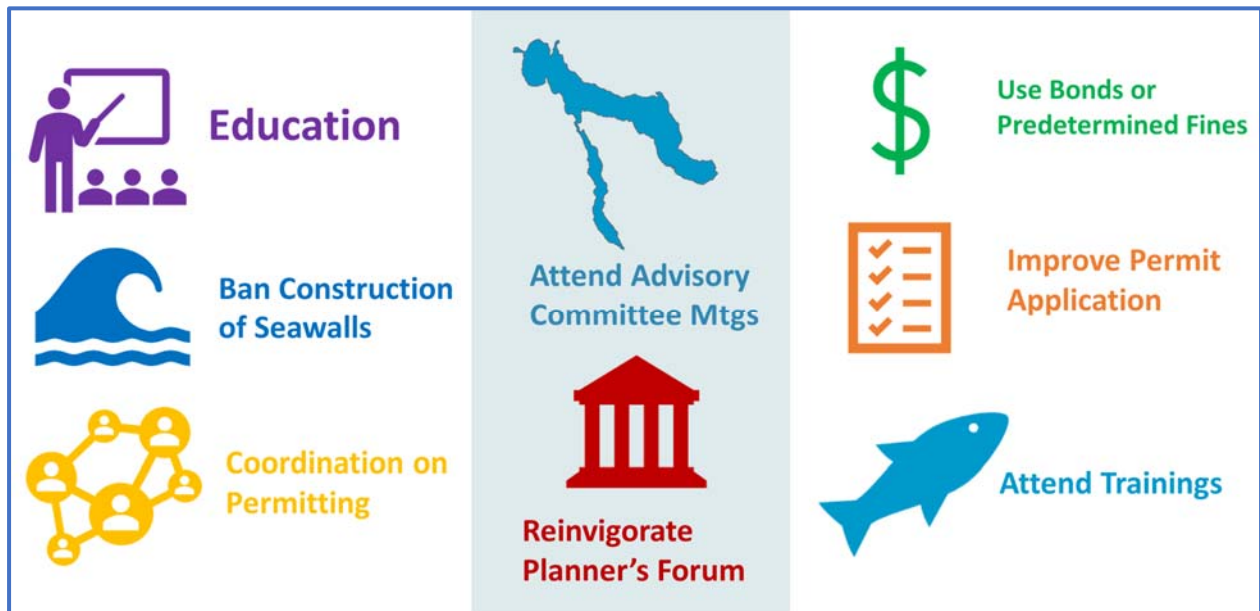 Education
Ban Construction
of Seawalls
Coordination on
Permitting
Attend Advisory
Committee Mtgs
Reinvigorate
Planner’s Forum
Use Bonds or
Predetermined Fines
Improve Permit
Application
Attend Trainings